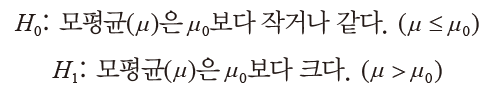 H₀: 모평균(μ)은 μ₀보다 작거나 같다. (μ ≤ μ₀)
H₁: 모평균(μ)은 μ₀보다 크다. (μ > μ₀)